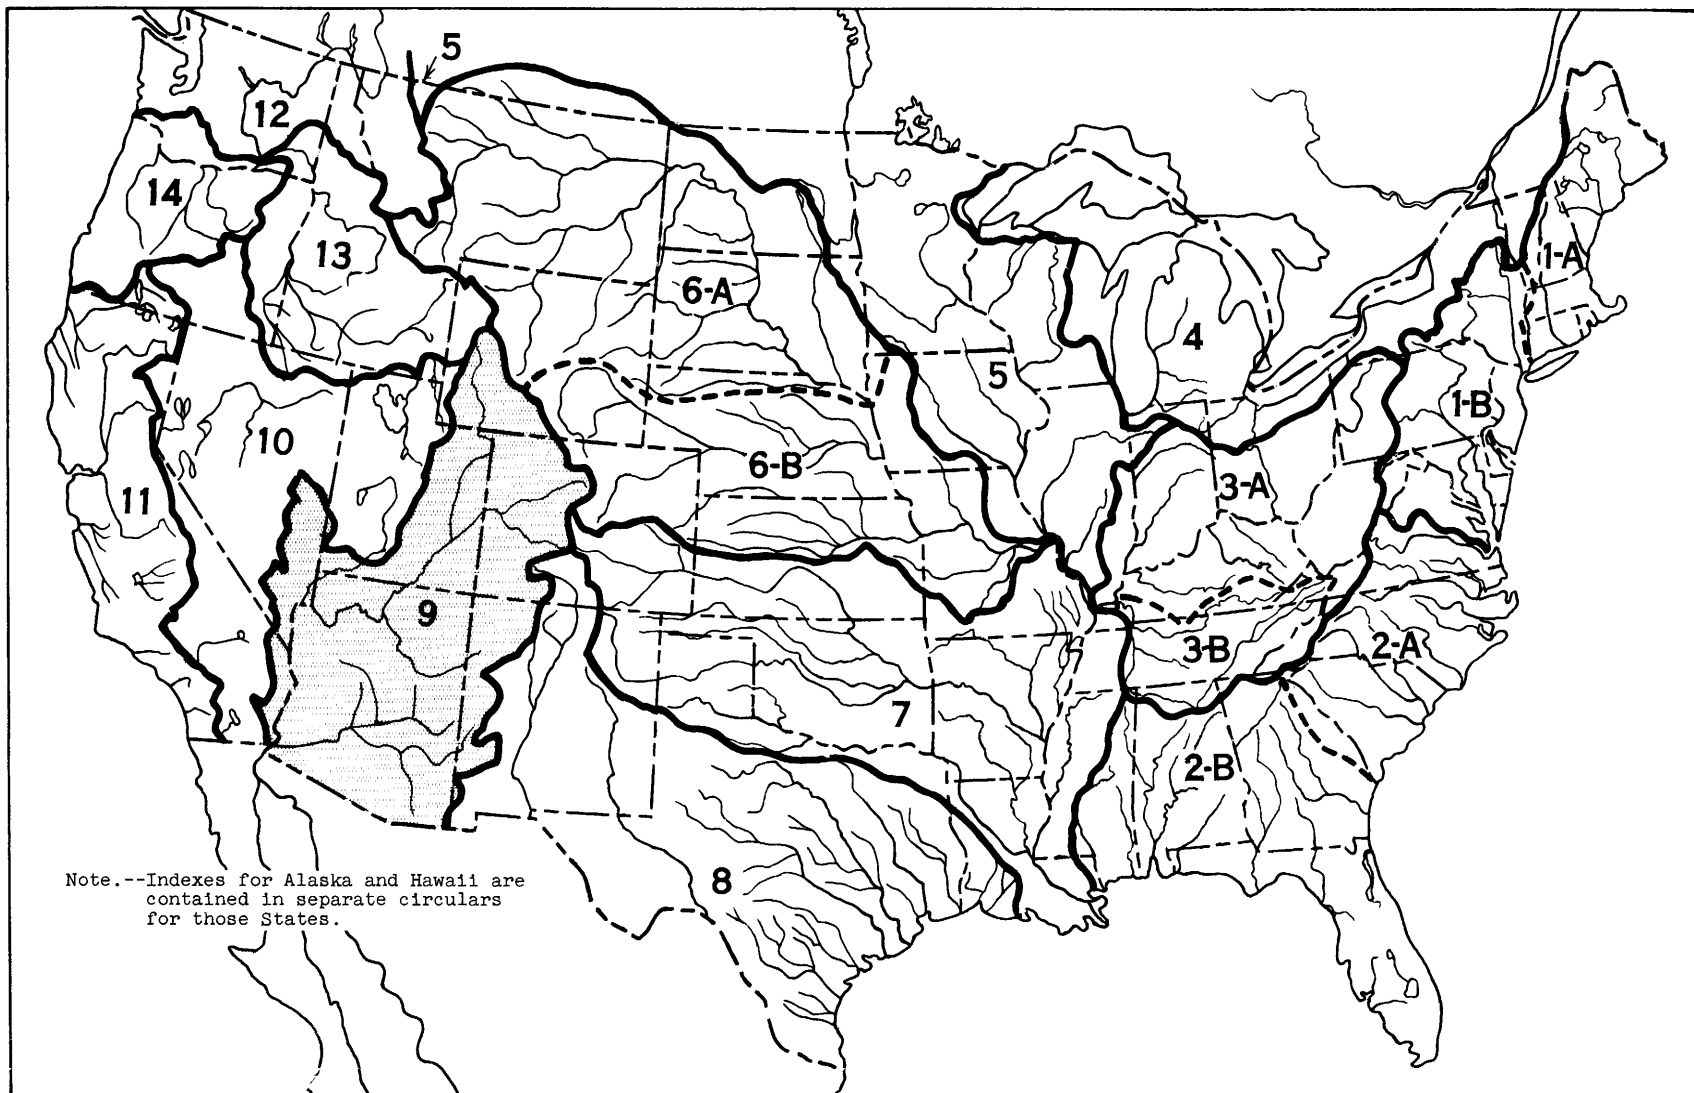 5
12
14
13
1-A
6-A
4
5
1-B
10
6-B
11
3-A
9
3-B
2-A
7
2-B
8
Note.--Indexes for Alaska and Hawaii are
contained in separate circulars
for those States.